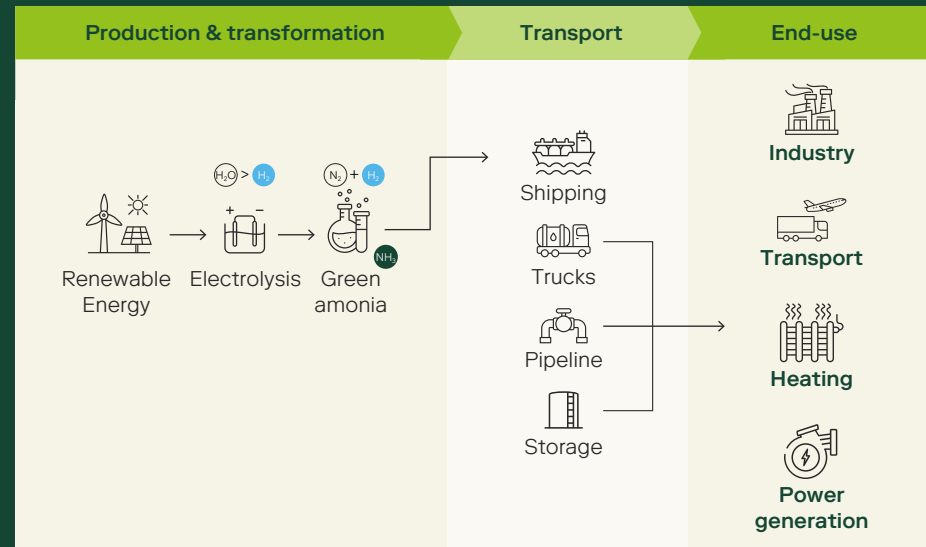 Production & transformation
Transport
End-use
H₂O > H₂
N₂ + H₂
+ −
NH₃
Renewable
Energy
Electrolysis
Green
amonia
Shipping
Trucks
Pipeline
Storage
Industry
Transport
Heating
Power
generation